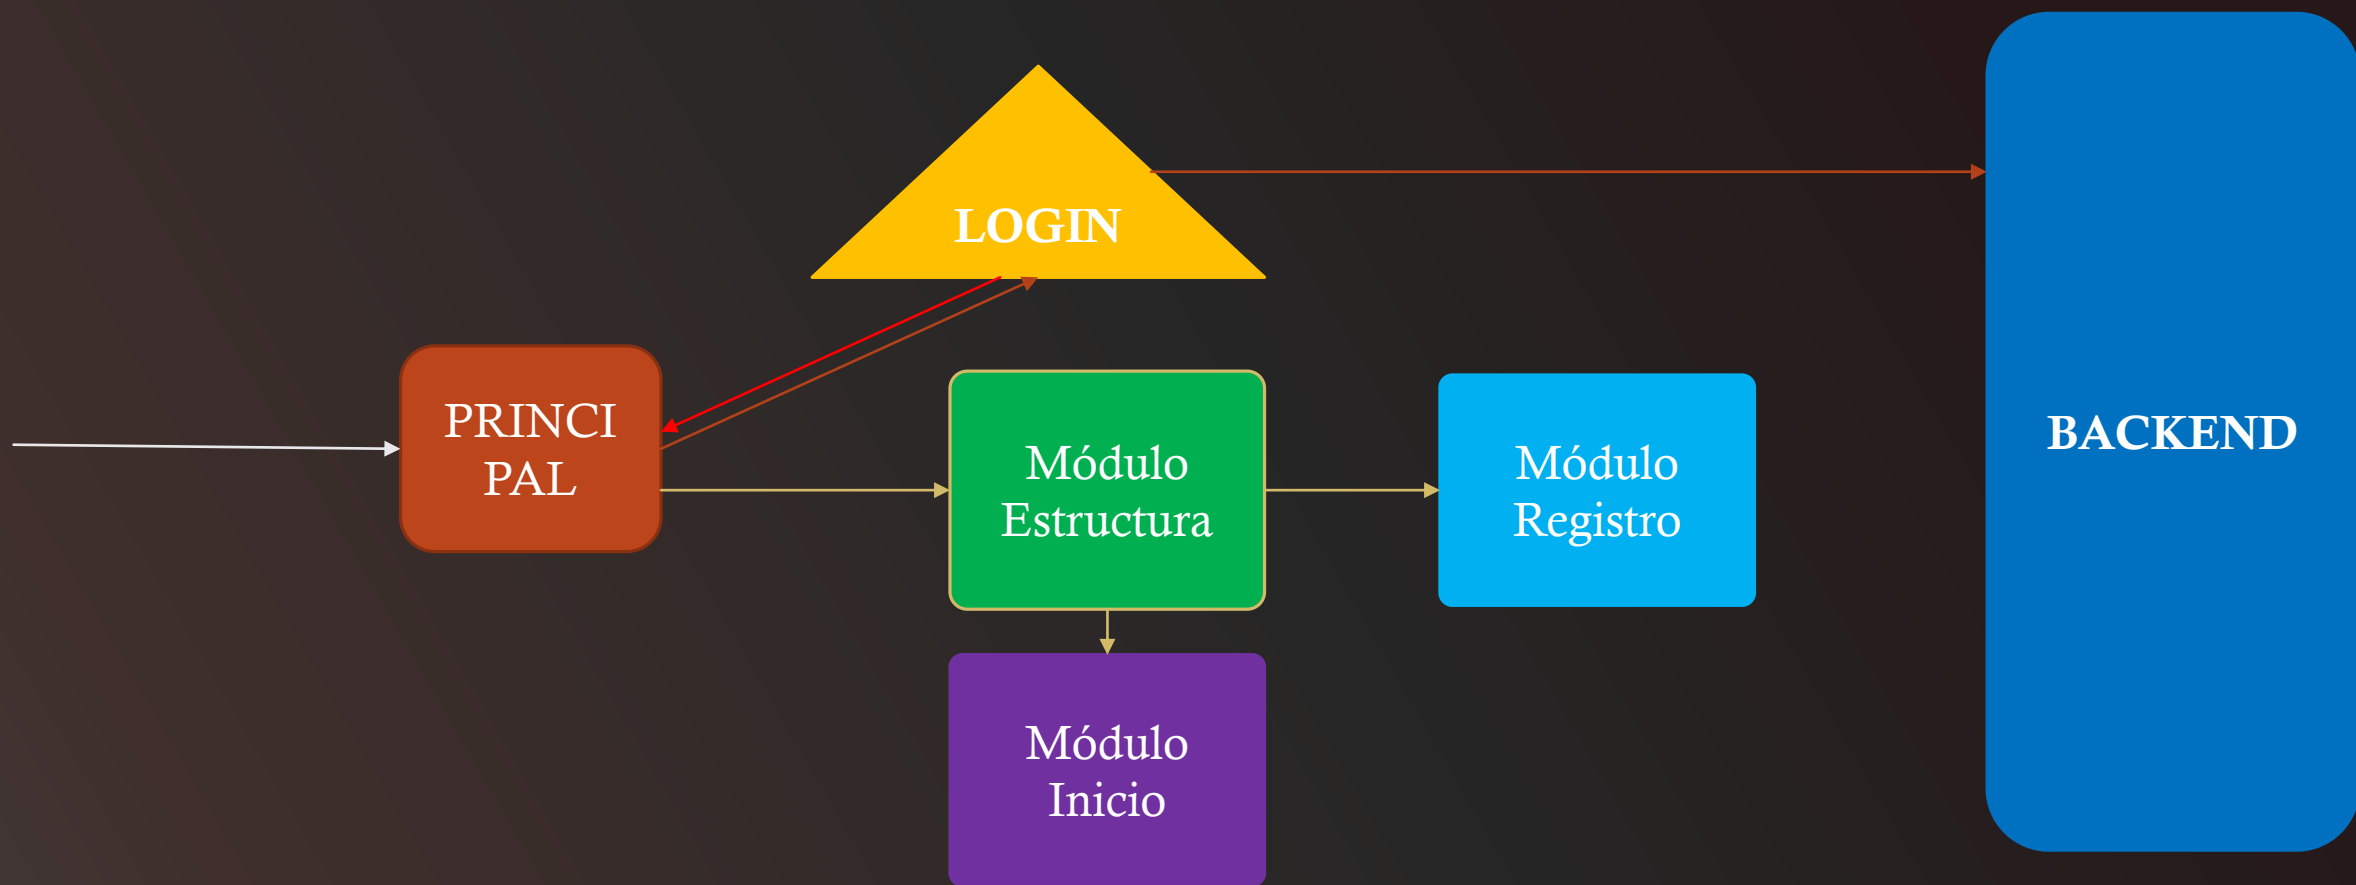 LOGIN
PRINCI
PAL
Módulo
Estructura
Módulo
Registro
BACKEND
Módulo
Inicio